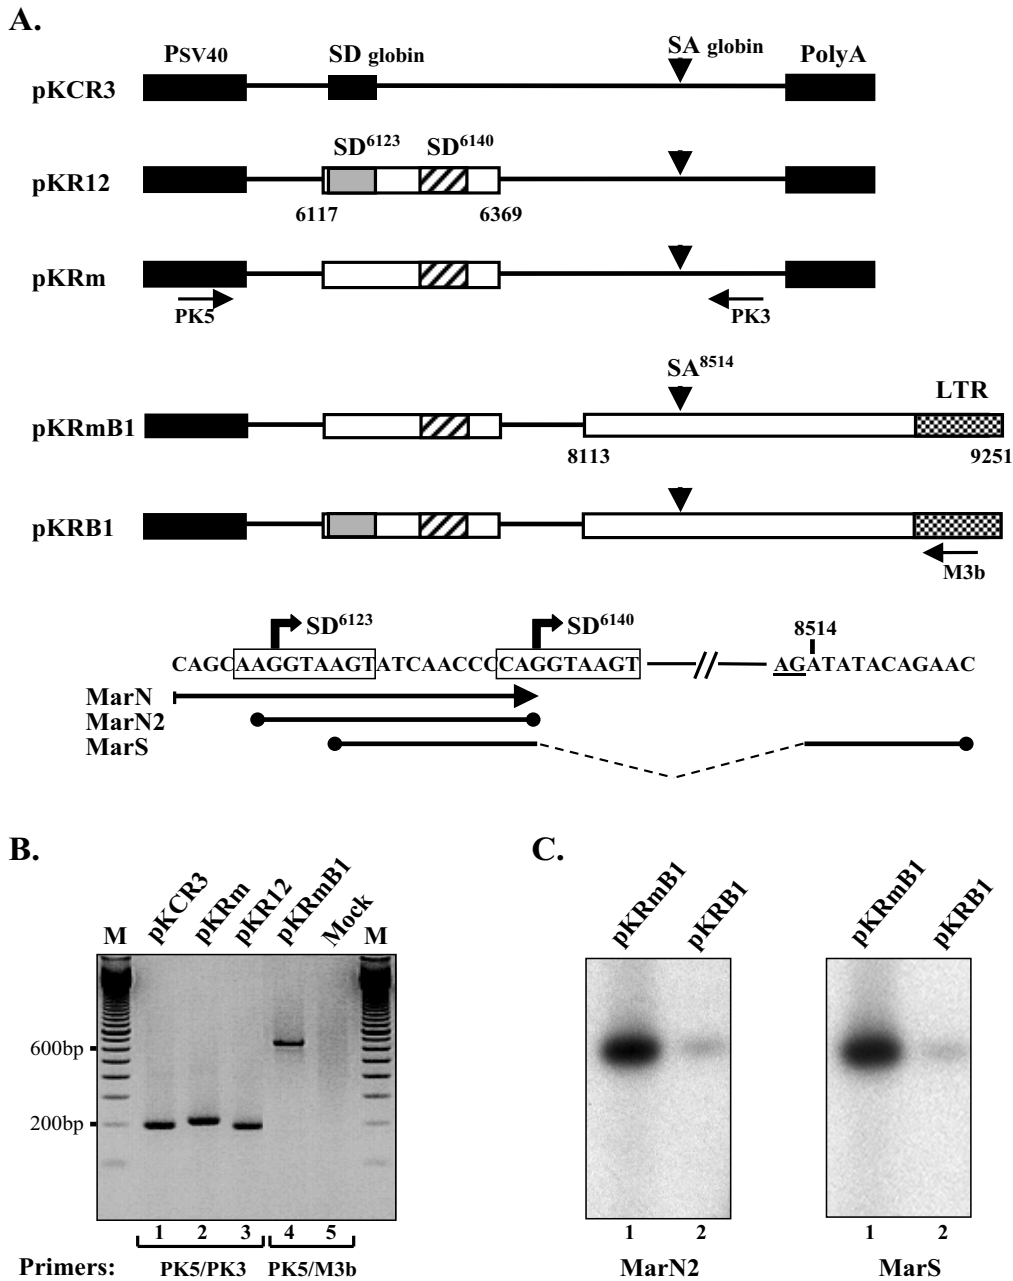 A.
PSV40 SD globin SA globin PolyA
pKCR3
SD6123 SD6140
pKR12
6117 6369
pKRm
PK5 PK3
SA8514
LTR
pKRmB1
8113 9251
pKRB1
M3b
SD6123 SD6140 8514
CAGCAAGGTAAGTATCAACCCCAGGTAAGT // AGATATACAGAAC
MarN
MarN2
MarS
B.
M pKCR3 pKRm pKR12 pKRmB1 Mock M
600bp
200bp
1 2 3 4 5
Primers: PK5/PK3 PK5/M3b
C.
pKRmB1 pKRB1 pKRmB1 pKRB1
1 2 1 2
MarN2 MarS